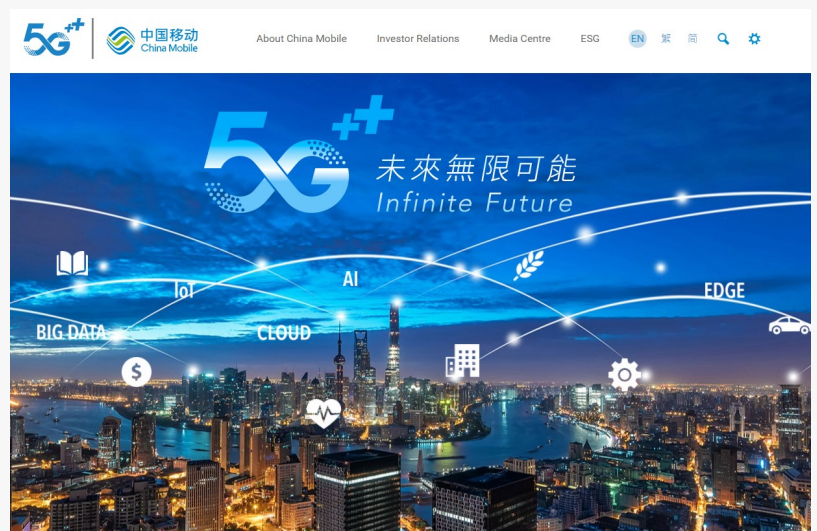 5G++
中国移动
China Mobile
About China Mobile
Investor Relations
Media Centre
ESG
EN
繁
简
5G++
未來無限可能
Infinite Future
AI
IoT
EDGE
BIG DATA
CLOUD
$